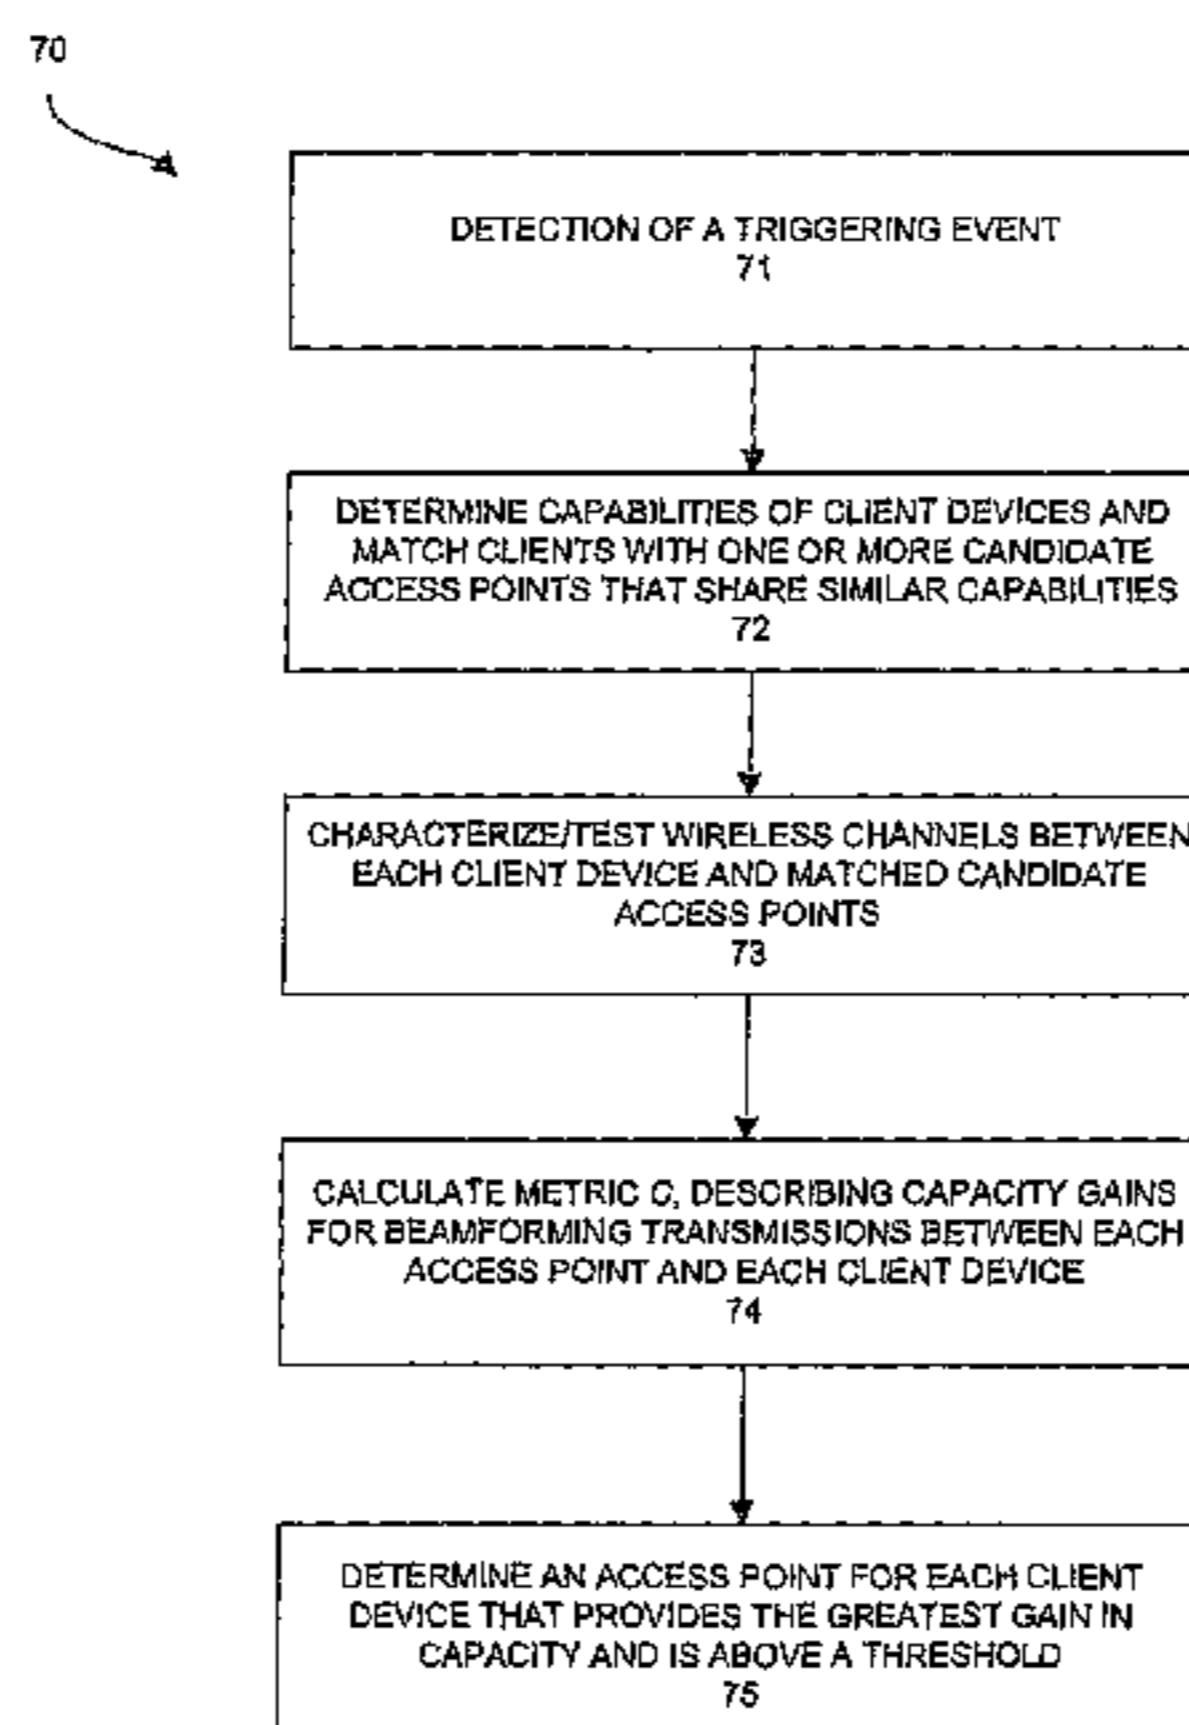 70
DETECTION OF A TRIGGERING EVENT
71
DETERMINE CAPABILITIES OF CLIENT DEVICES AND
MATCH CLIENTS WITH ONE OR MORE CANDIDATE
ACCESS POINTS THAT SHARE SIMILAR CAPABILITIES
72
CHARACTERIZE/TEST WIRELESS CHANNELS BETWEEN
EACH CLIENT DEVICE AND MATCHED CANDIDATE
ACCESS POINTS
73
CALCULATE METRIC C, DESCRIBING CAPACITY GAINS
FOR BEAMFORMING TRANSMISSIONS BETWEEN EACH
ACCESS POINT AND EACH CLIENT DEVICE
74
DETERMINE AN ACCESS POINT FOR EACH CLIENT
DEVICE THAT PROVIDES THE GREATEST GAIN IN
CAPACITY AND IS ABOVE A THRESHOLD
75